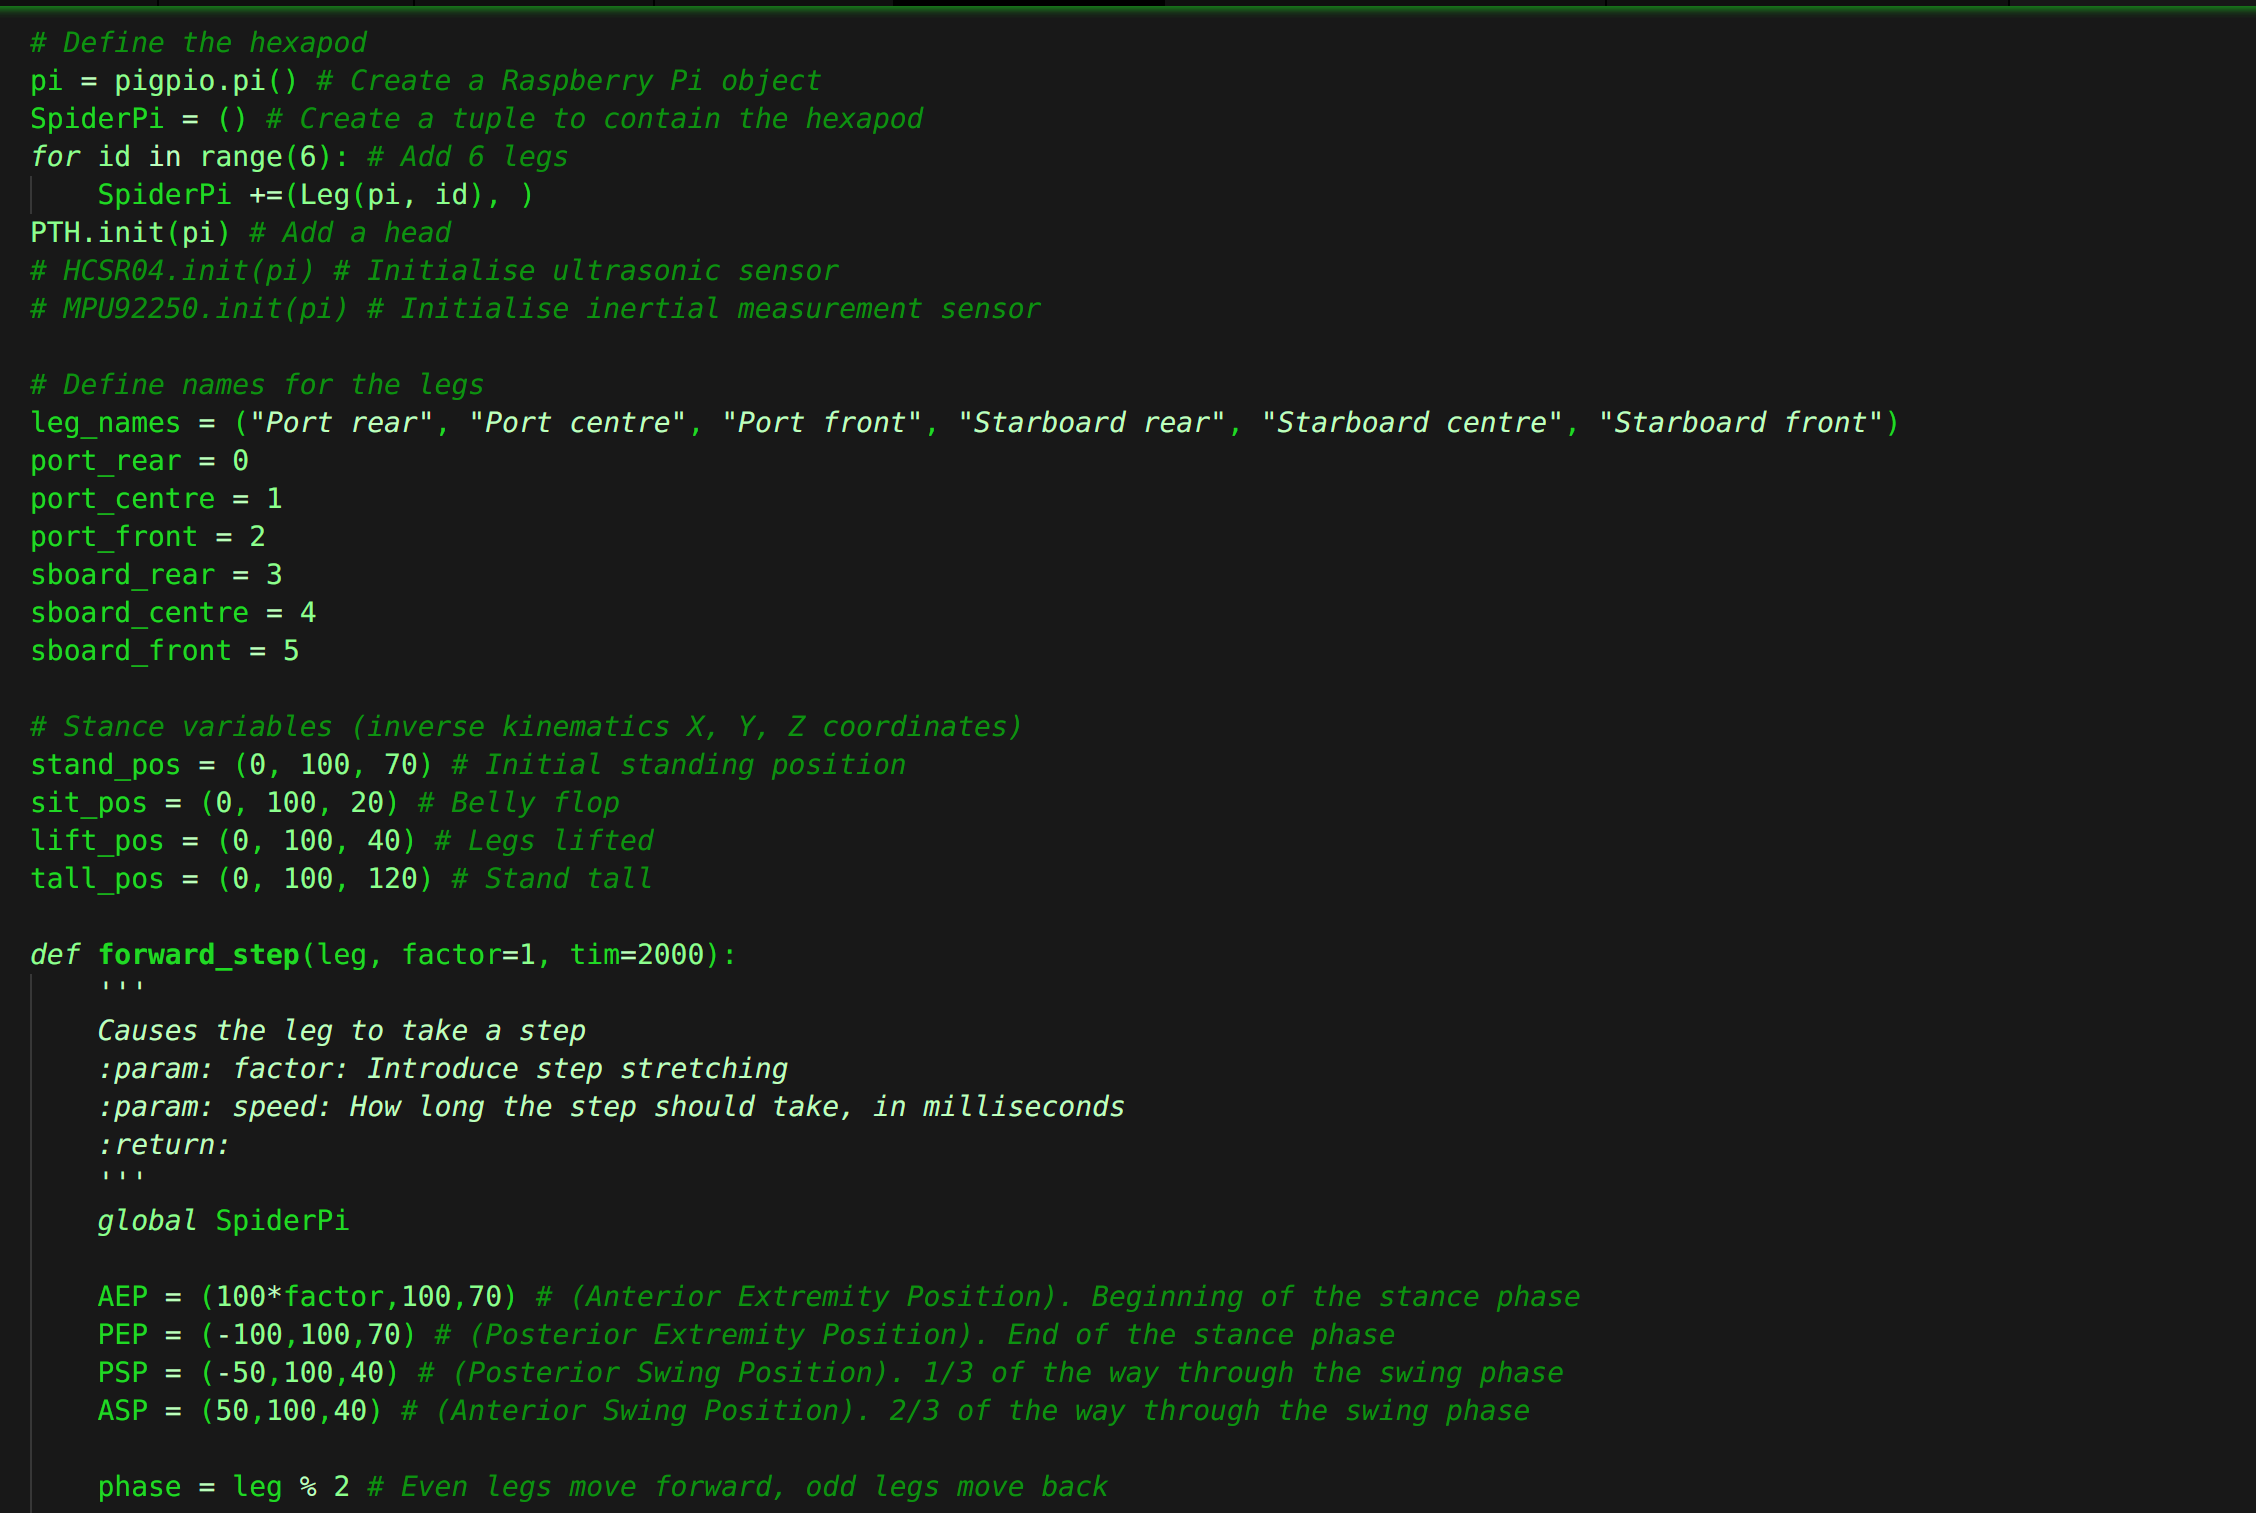 # Define the hexapod
pi = pigpio.pi() # Create a Raspberry Pi object
SpiderPi = () # Create a tuple to contain the hexapod
for id in range(6): # Add 6 legs
    SpiderPi +=(Leg(pi, id), )
PTH.init(pi) # Add a head
# HCSR04.init(pi) # Initialise ultrasonic sensor
# MPU92250.init(pi) # Initialise inertial measurement sensor

# Define names for the legs
leg_names = ("Port rear", "Port centre", "Port front", "Starboard rear", "Starboard centre", "Starboard front")
port_rear = 0
port_centre = 1
port_front = 2
sboard_rear = 3
sboard_centre = 4
sboard_front = 5

# Stance variables (inverse kinematics X, Y, Z coordinates)
stand_pos = (0, 100, 70) # Initial standing position
sit_pos = (0, 100, 20) # Belly flop
lift_pos = (0, 100, 40) # Legs lifted
tall_pos = (0, 100, 120) # Stand tall

def forward_step(leg, factor=1, tim=2000):
    '''
    Causes the leg to take a step
    :param: factor: Introduce step stretching
    :param: speed: How long the step should take, in milliseconds
    :return:
    '''
    global SpiderPi

    AEP = (100*factor,100,70) # (Anterior Extremity Position). Beginning of the stance phase
    PEP = (-100,100,70) # (Posterior Extremity Position). End of the stance phase
    PSP = (-50,100,40) # (Posterior Swing Position). 1/3 of the way through the swing phase
    ASP = (50,100,40) # (Anterior Swing Position). 2/3 of the way through the swing phase

    phase = leg % 2 # Even legs move forward, odd legs move back